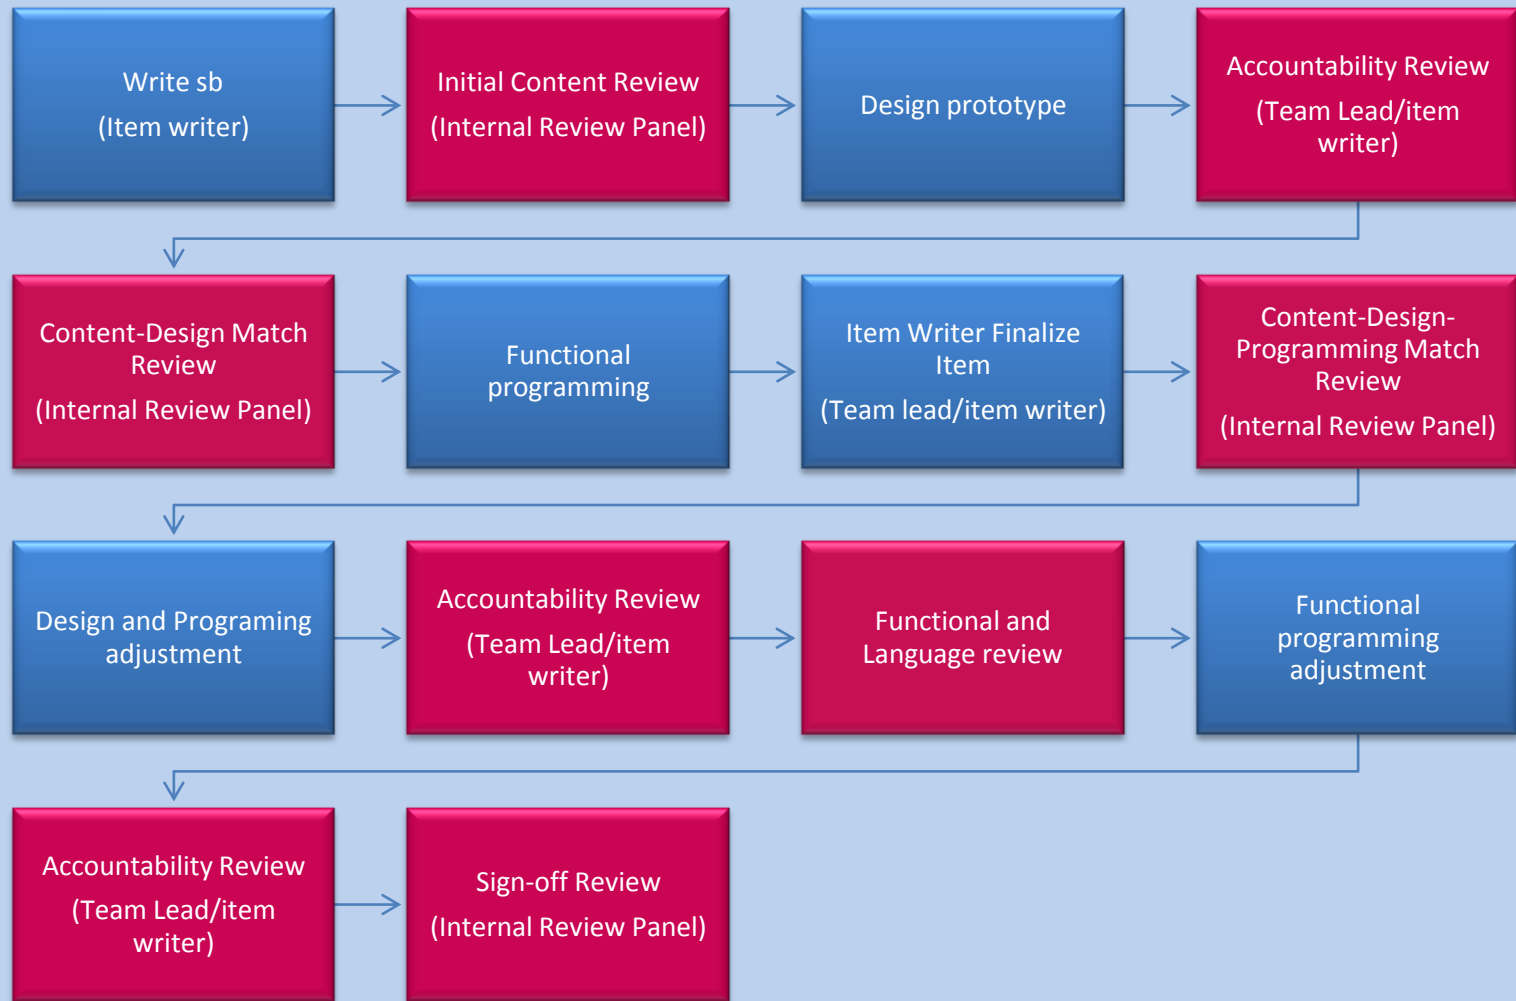 Write sb
(Item writer)
Initial Content Review
(Internal Review Panel)
Design prototype
Accountability Review
(Team Lead/item
writer)
Content-Design Match
Review
(Internal Review Panel)
Functional
programming
Item Writer Finalize
Item
(Team lead/item writer)
Content-Design-
Programming Match
Review
(Internal Review Panel)
Design and Programing
adjustment
Accountability Review
(Team Lead/item
writer)
Functional and
Language review
Functional
programming
adjustment
Accountability Review
(Team Lead/item
writer)
Sign-off Review
(Internal Review Panel)